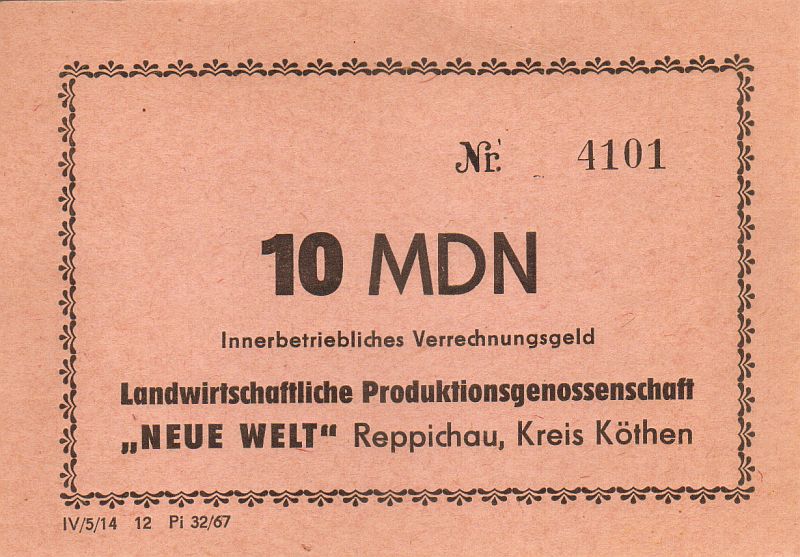 Nr. 4101
10 MDN
Innerbetriebliches Verrechnungsgeld
Landwirtschaftliche Produktionsgenossenschaft
„NEUE WELT“ Reppichau, Kreis Köthen
IV/5/14 12 Pi 32/67